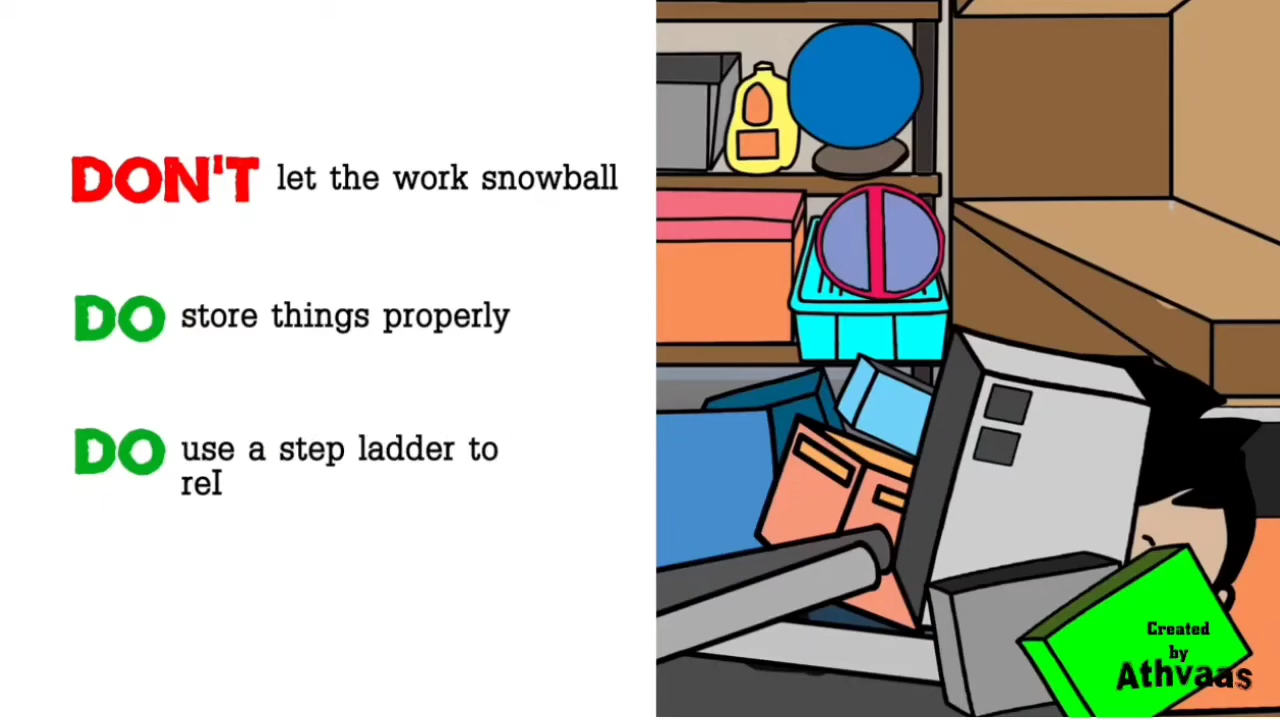 DON'T let the work snowball
DO store things properly
DO use a step ladder to
reI
Created
by
Athvaas